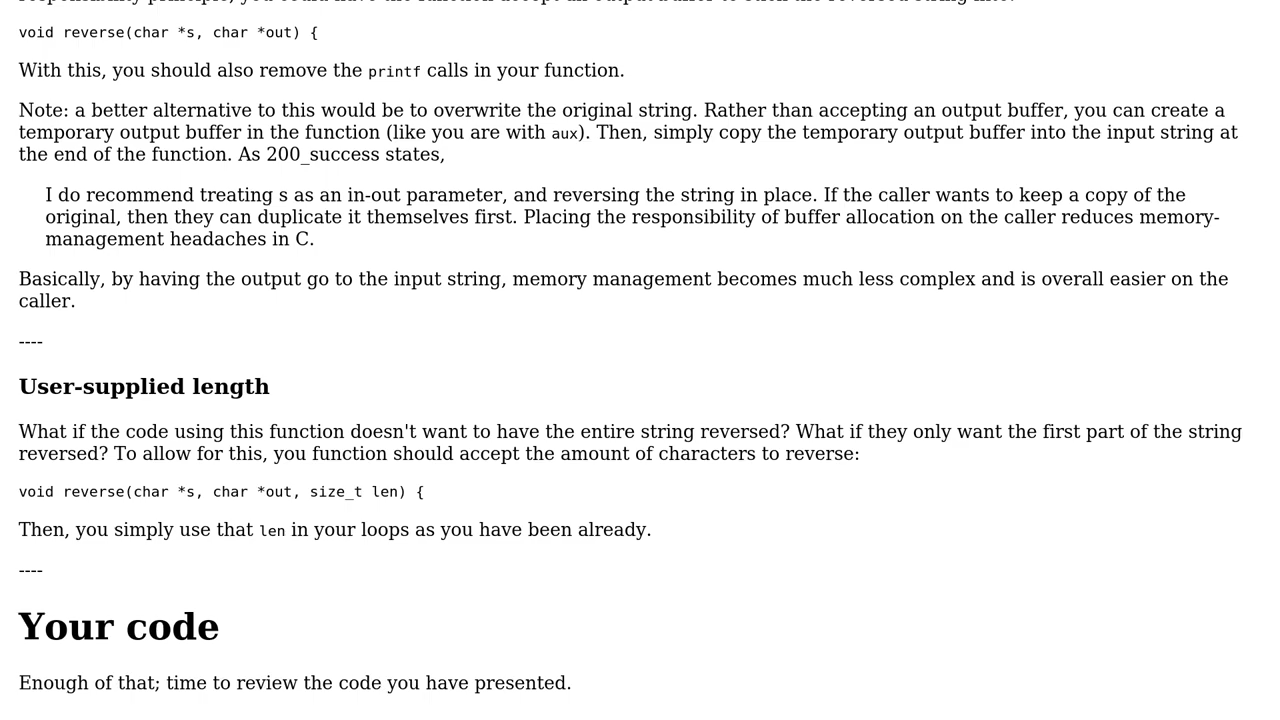 void reverse(char *s, char *out) {
With this, you should also remove the printf calls in your function.
Note: a better alternative to this would be to overwrite the original string. Rather than accepting an output buffer, you can create a
temporary output buffer in the function (like you are with aux). Then, simply copy the temporary output buffer into the input string at
the end of the function. As 200_success states,
I do recommend treating s as an in-out parameter, and reversing the string in place. If the caller wants to keep a copy of the
original, then they can duplicate it themselves first. Placing the responsibility of buffer allocation on the caller reduces memory-
management headaches in C.
Basically, by having the output go to the input string, memory management becomes much less complex and is overall easier on the
caller.
----
User-supplied length
What if the code using this function doesn't want to have the entire string reversed? What if they only want the first part of the string
reversed? To allow for this, you function should accept the amount of characters to reverse:
void reverse(char *s, char *out, size_t len) {
Then, you simply use that len in your loops as you have been already.
----
Your code
Enough of that; time to review the code you have presented.